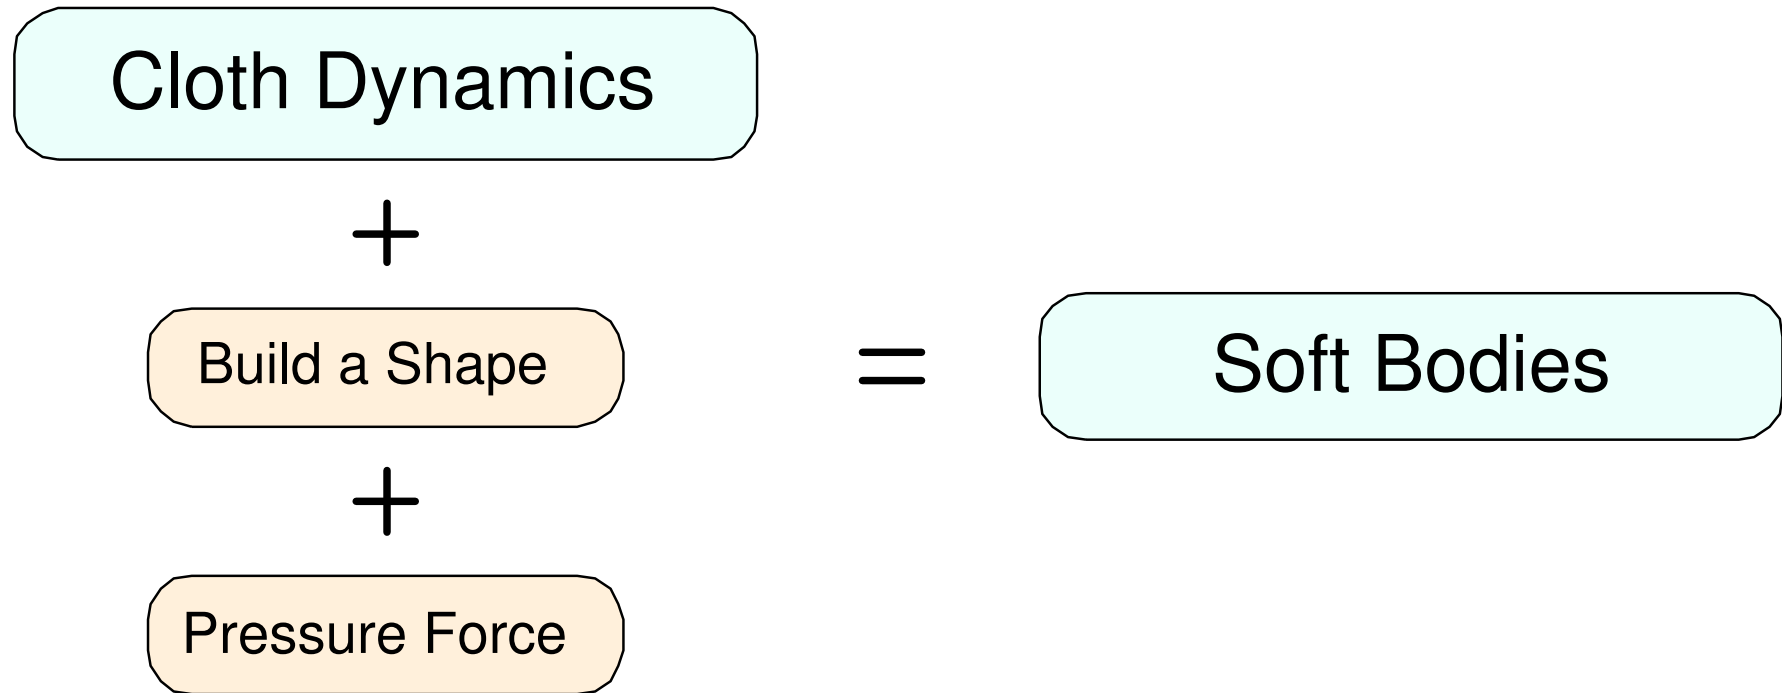 Cloth Dynamics
+
Build a Shape
+
Pressure Force
=
Soft Bodies